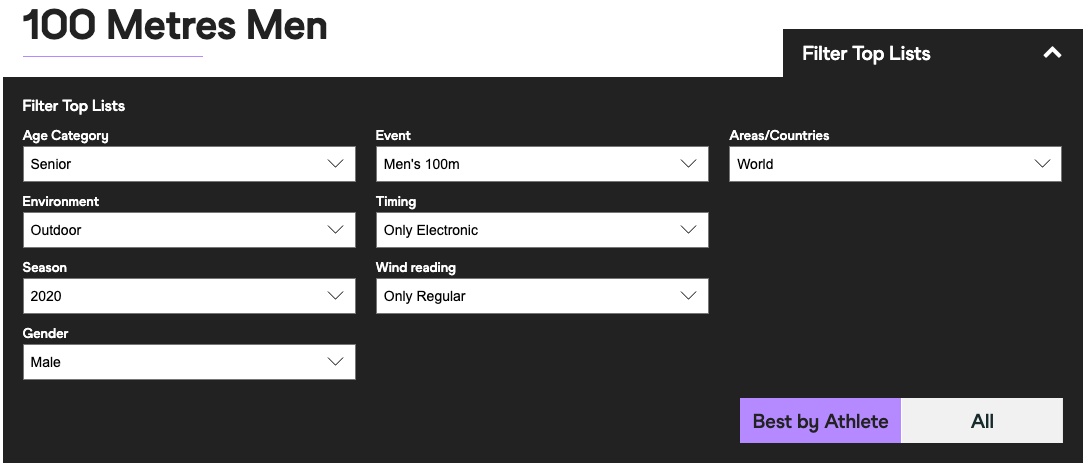 100 Metres Men
Filter Top Lists
Filter Top Lists
Age Category
Event
Areas/Countries
Senior
Men's 100m
World
Environment
Timing
Outdoor
Only Electronic
Season
Wind reading
2020
Only Regular
Gender
Male
Best by Athlete
All